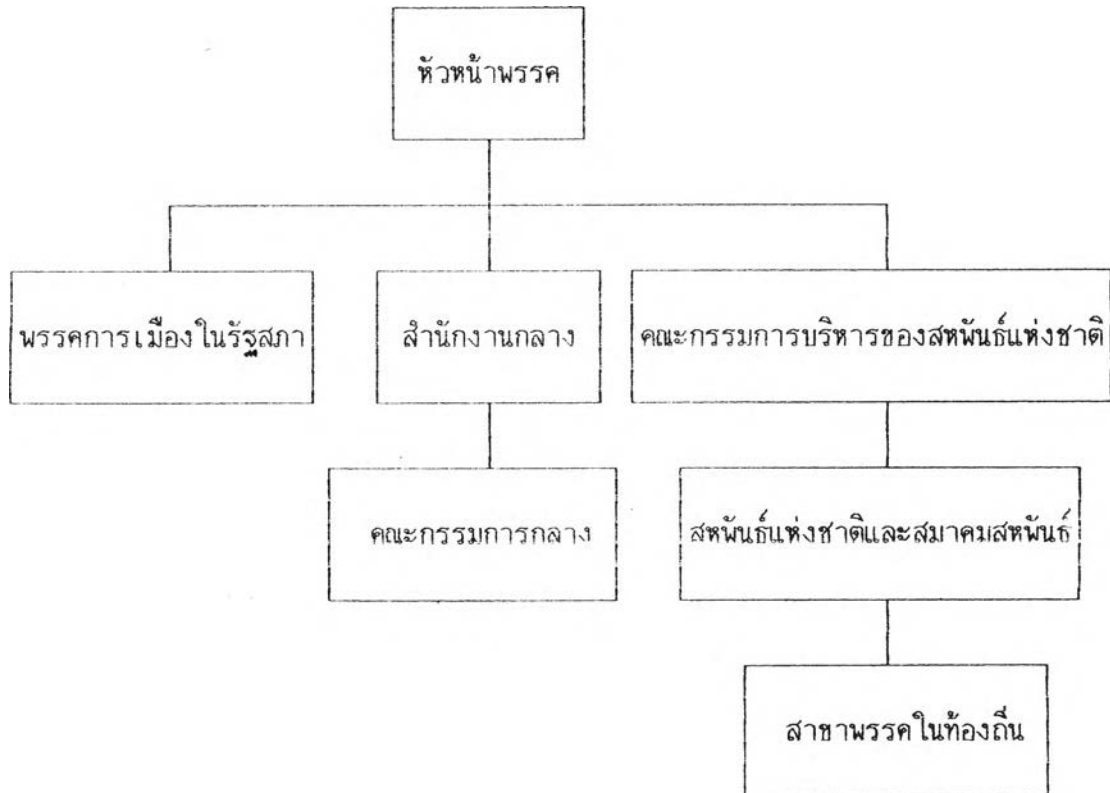 หัวหน้าพรรค
พรรคการเมืองในรัฐสภา
สำนักงานกลาง
คณะกรรมการบริหารของสหพันธ์แห่งชาติ
คณะกรรมการกลาง
สหพันธ์แห่งชาติและสมาคมสหพันธ์
สาขาพรรคในท้องถิ่น